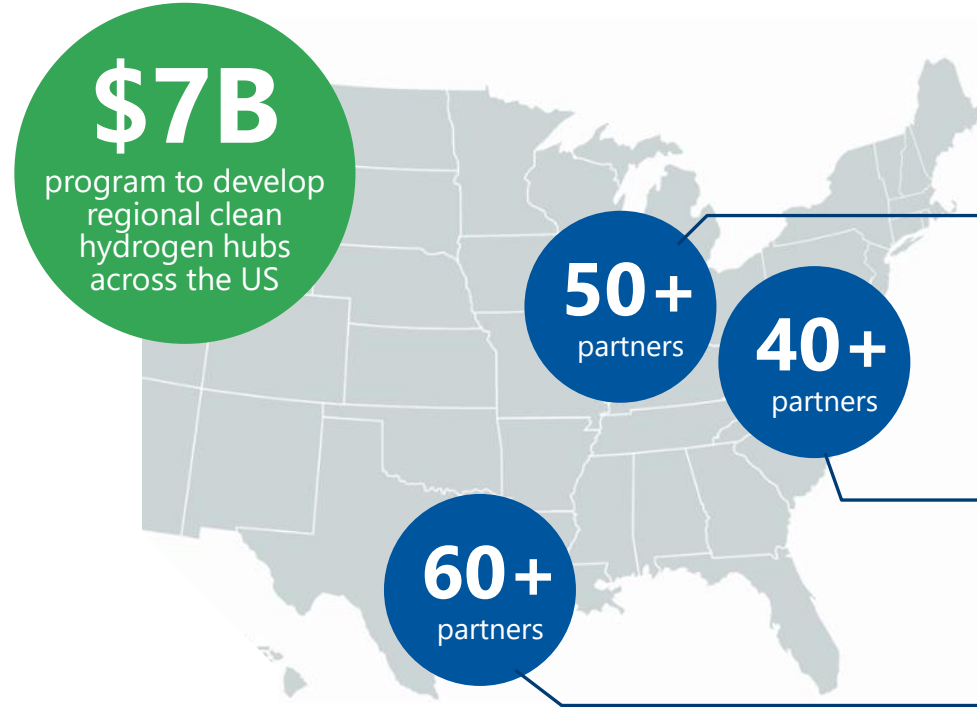 $7B
program to develop
regional clean
hydrogen hubs
across the US
50+
partners
40+
partners
60+
partners